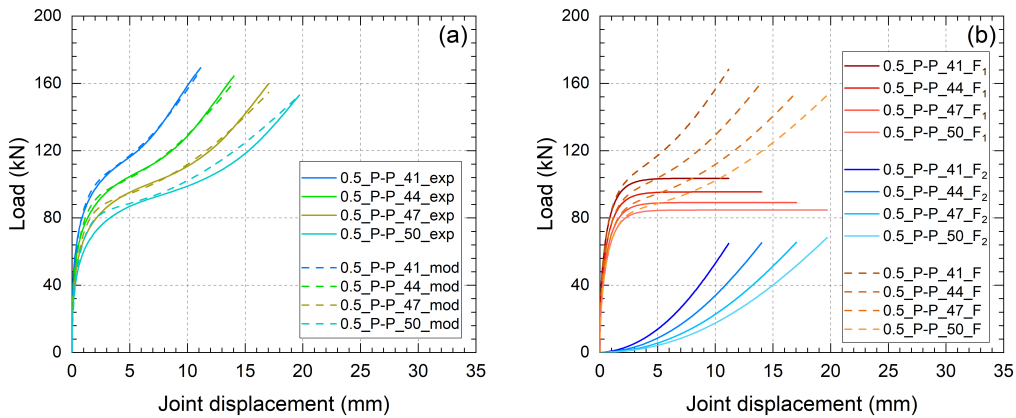 (a)
Load (kN)
200
160
120
80
40
0
0 5 10 15 20 25 30 35
Joint displacement (mm)
0.5_P-P_41_exp
0.5_P-P_44_exp
0.5_P-P_47_exp
0.5_P-P_50_exp
0.5_P-P_41_mod
0.5_P-P_44_mod
0.5_P-P_47_mod
0.5_P-P_50_mod
(b)
Load (kN)
200
160
120
80
40
0
0 5 10 15 20 25 30 35
Joint displacement (mm)
0.5_P-P_41_F₁
0.5_P-P_44_F₁
0.5_P-P_47_F₁
0.5_P-P_50_F₁
0.5_P-P_41_F₂
0.5_P-P_44_F₂
0.5_P-P_47_F₂
0.5_P-P_50_F₂
0.5_P-P_41_F
0.5_P-P_44_F
0.5_P-P_47_F
0.5_P-P_50_F